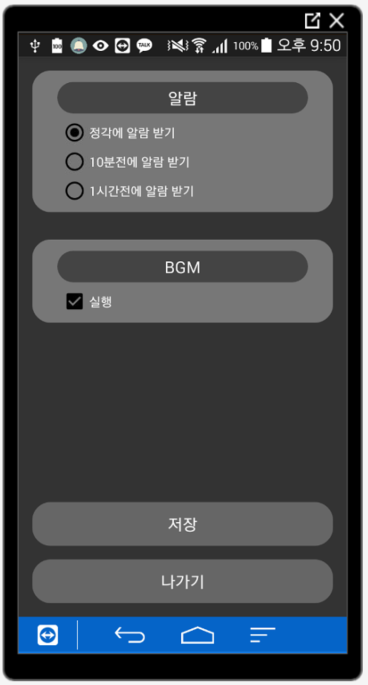 100% 오후 9:50
알람
정각에 알람 받기
10분전에 알람 받기
1시간전에 알람 받기
BGM
실행
저장
나가기